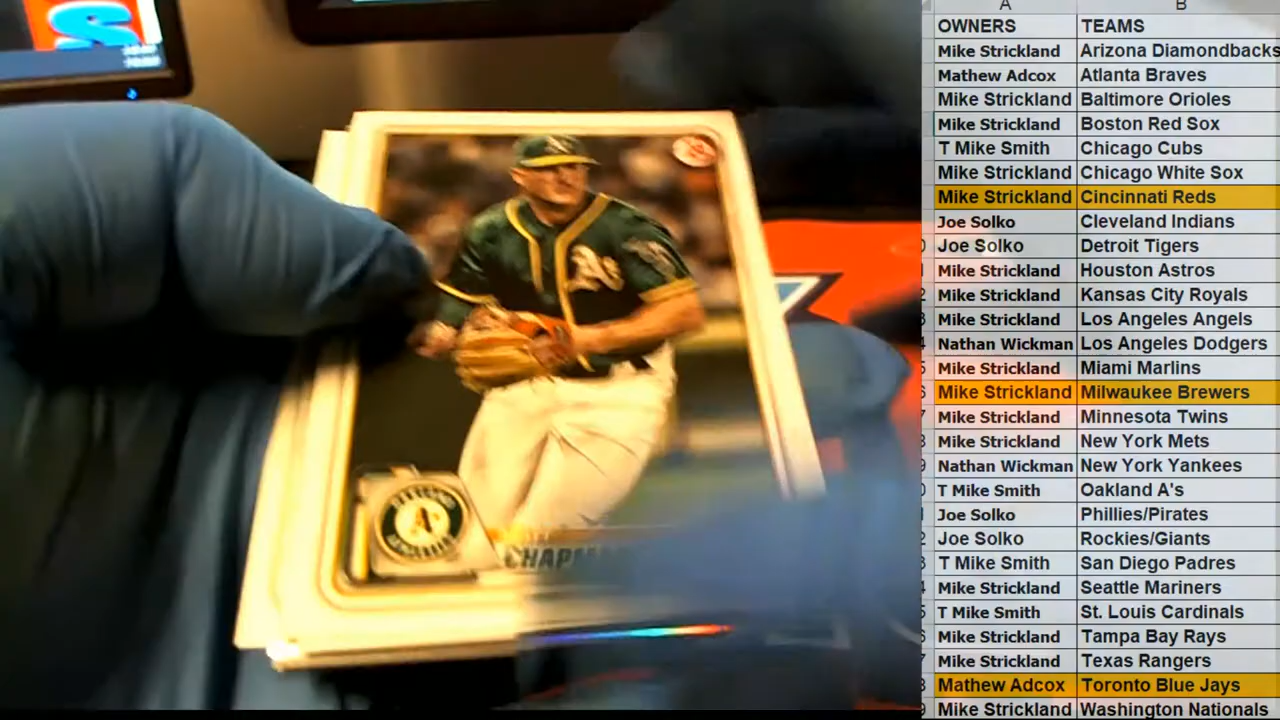 A B
OWNERS TEAMS
Mike Strickland Arizona Diamondbacks
Mathew Adcox Atlanta Braves
Mike Strickland Baltimore Orioles
Mike Strickland Boston Red Sox
T Mike Smith Chicago Cubs
Mike Strickland Chicago White Sox
Mike Strickland Cincinnati Reds
Joe Solko Cleveland Indians
Joe Solko Detroit Tigers
Mike Strickland Houston Astros
Mike Strickland Kansas City Royals
Mike Strickland Los Angeles Angels
Nathan Wickman Los Angeles Dodgers
Mike Strickland Miami Marlins
Mike Strickland Milwaukee Brewers
Mike Strickland Minnesota Twins
Mike Strickland New York Mets
Nathan Wickman New York Yankees
T Mike Smith Oakland A's
Joe Solko Phillies/Pirates
Joe Solko Rockies/Giants
T Mike Smith San Diego Padres
Mike Strickland Seattle Mariners
T Mike Smith St. Louis Cardinals
Mike Strickland Tampa Bay Rays
Mike Strickland Texas Rangers
Mathew Adcox Toronto Blue Jays
Mike Strickland Washington Nationals
A's